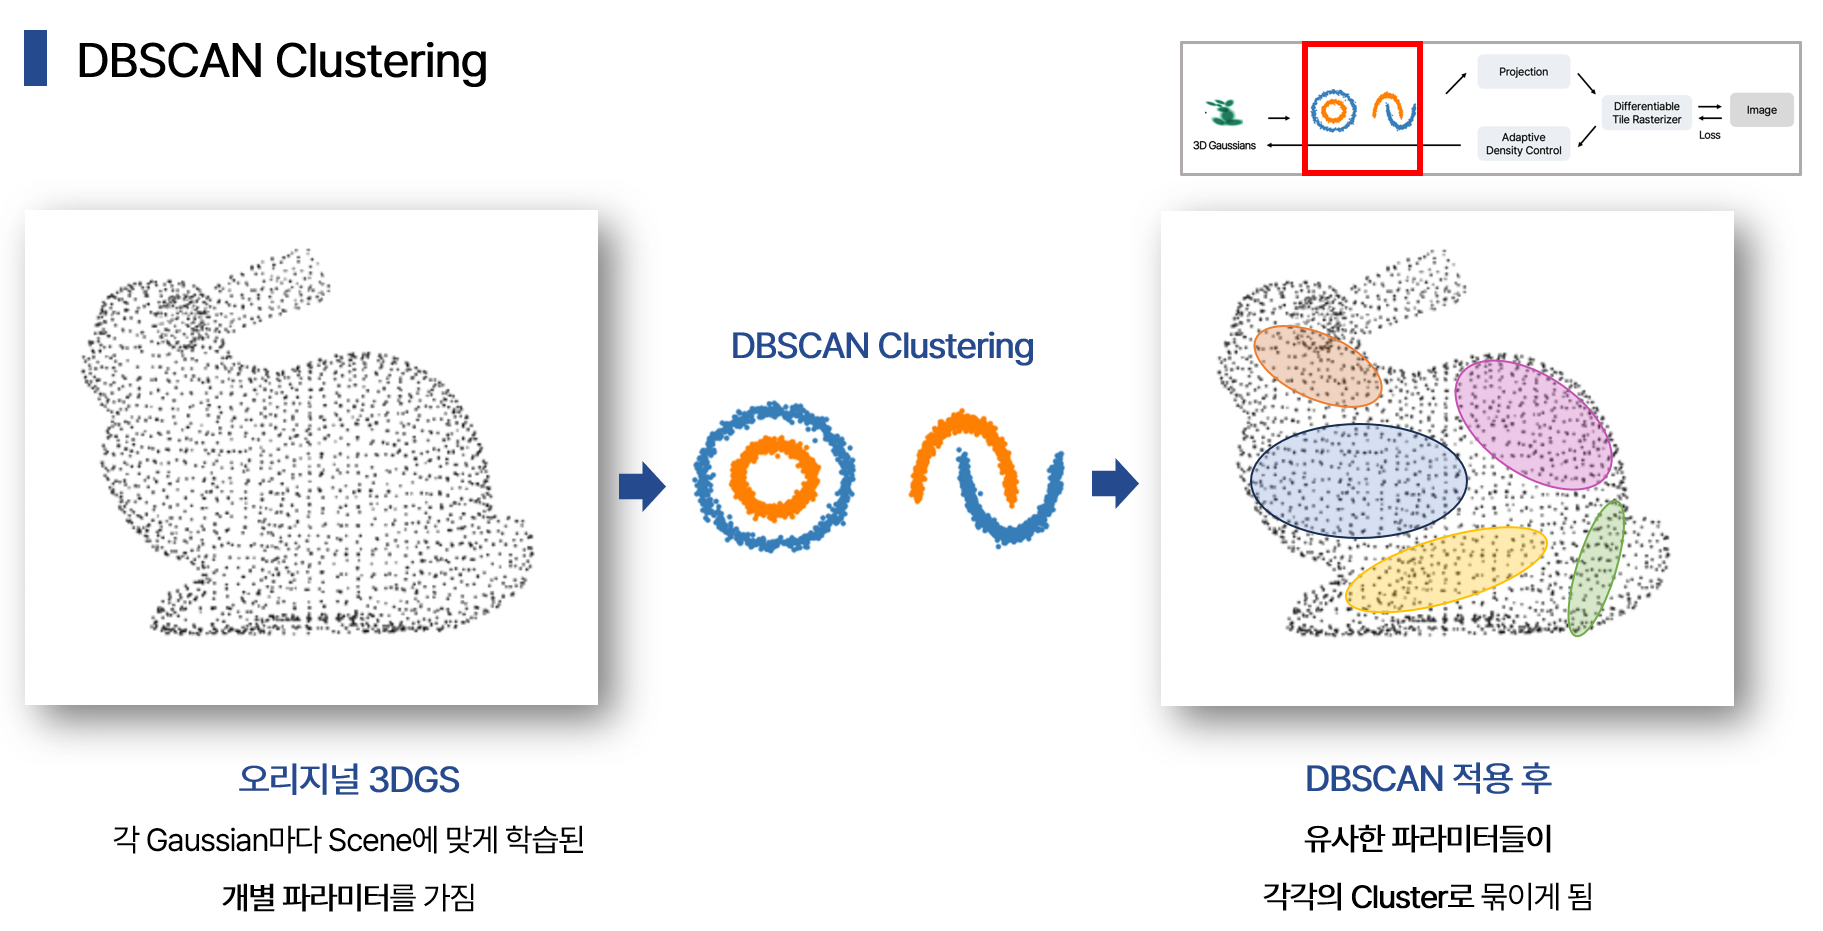 DBSCAN Clustering
3D Gaussians
Projection
Adaptive
Density Control
Differentiable
Tile Rasterizer
Loss
Image
DBSCAN Clustering
오리지널 3DGS
각 Gaussian마다 Scene에 맞게 학습된
개별 파라미터를 가짐
DBSCAN 적용 후
유사한 파라미터들이
각각의 Cluster로 묶이게 됨